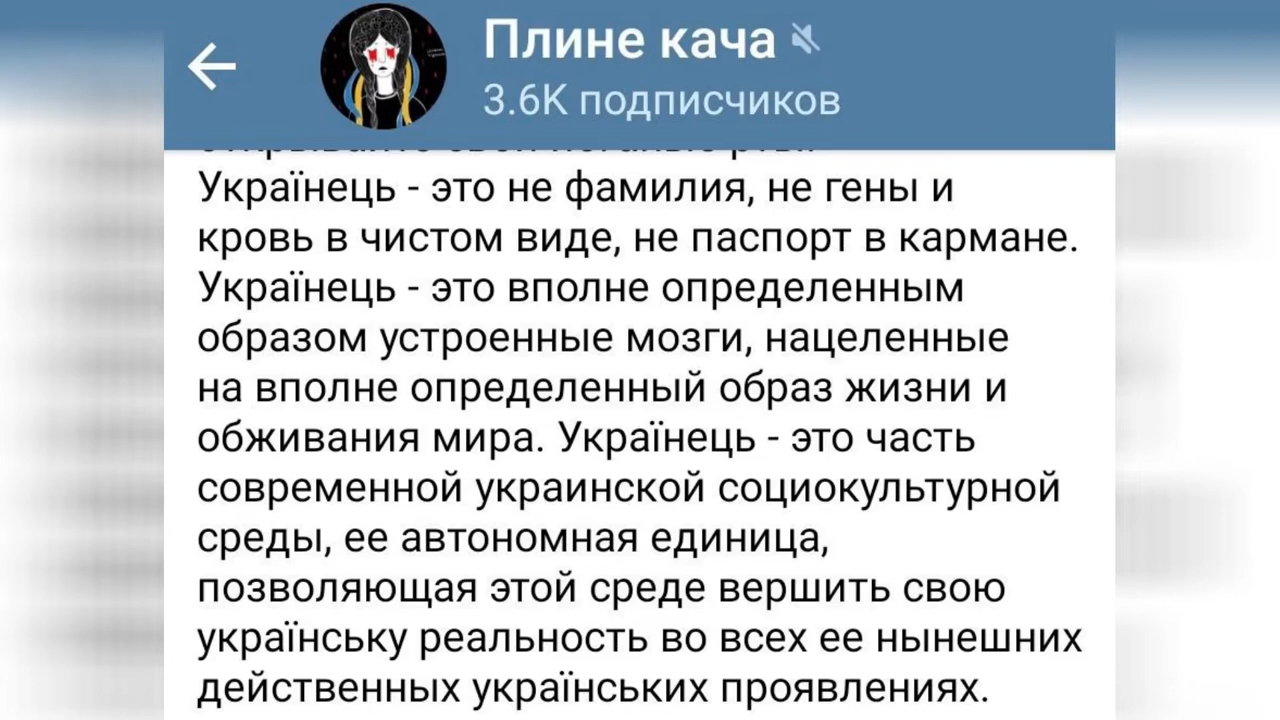 Плине кача
3.6K подписчиков
Українець - это не фамилия, не гены и
кровь в чистом виде, не паспорт в кармане.
Українець - это вполне определенным
образом устроенные мозги, нацеленные
на вполне определенный образ жизни и
обживания мира. Українець - это часть
современной украинской социокультурной
среды, ее автономная единица,
позволяющая этой среде вершить свою
українську реальность во всех ее нынешних
действенных українських проявлениях.